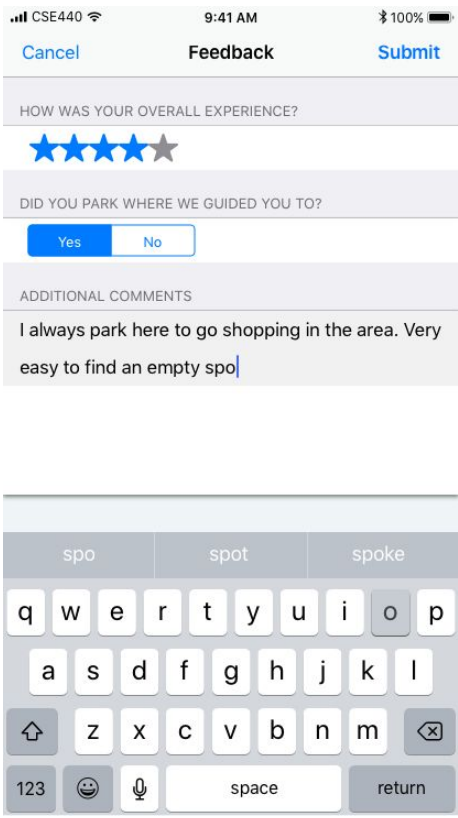 CSE440 9:41 AM 100%
Cancel Feedback Submit
HOW WAS YOUR OVERALL EXPERIENCE?
DID YOU PARK WHERE WE GUIDED YOU TO?
Yes No
ADDITIONAL COMMENTS
I always park here to go shopping in the area. Very
easy to find an empty spo
spo spot spoke
q w e r t y u i o p
a s d f g h j k l
z x c v b n m
123 space return